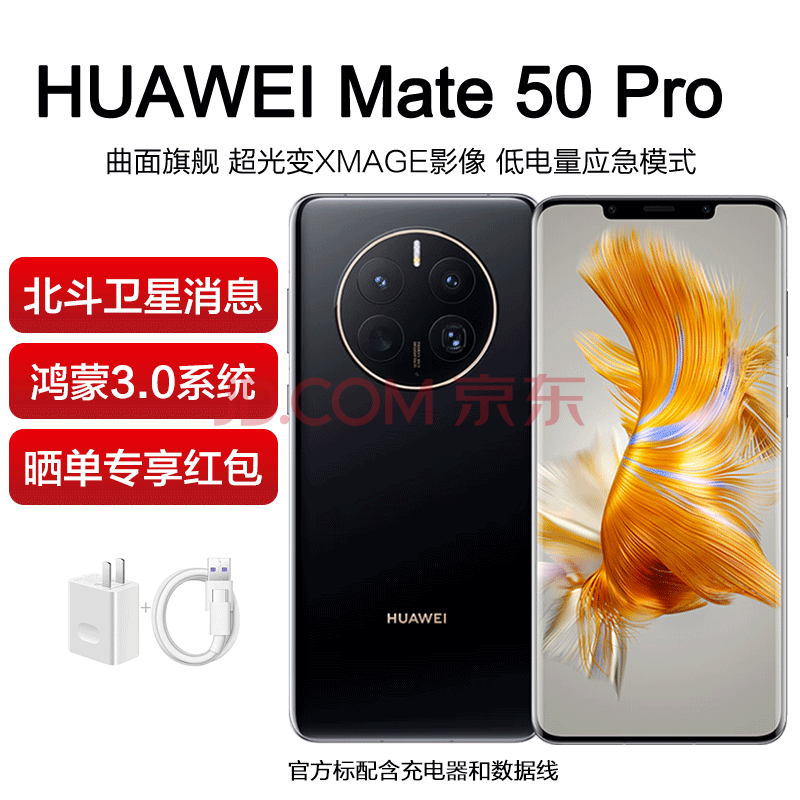 HUAWEI Mate 50 Pro
曲面旗舰 超光变XMAGE影像 低电量应急模式
北斗卫星消息
鸿蒙3.0系统
JD.COM 京东
晒单专享红包
HUAWEI
官方标配含充电器和数据线